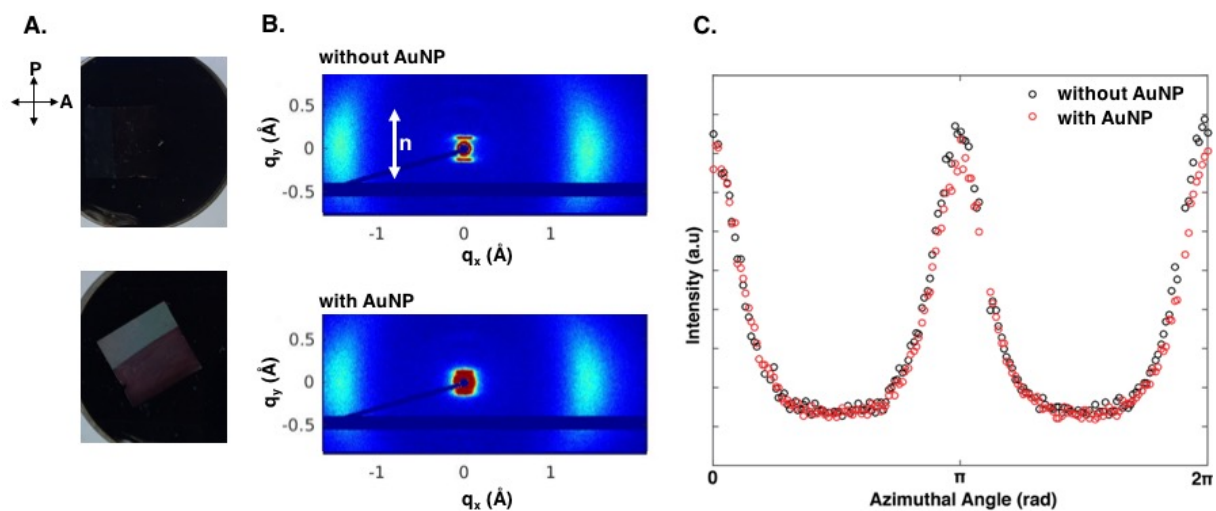 A.
P
A
B.
without AuNP
0.5
0
-0.5
q_y (Å)
n
-1 0 1
q_x (Å)
with AuNP
0.5
0
-0.5
q_y (Å)
-1 0 1
q_x (Å)
C.
without AuNP
with AuNP
Intensity (a.u)
0 π 2π
Azimuthal Angle (rad)